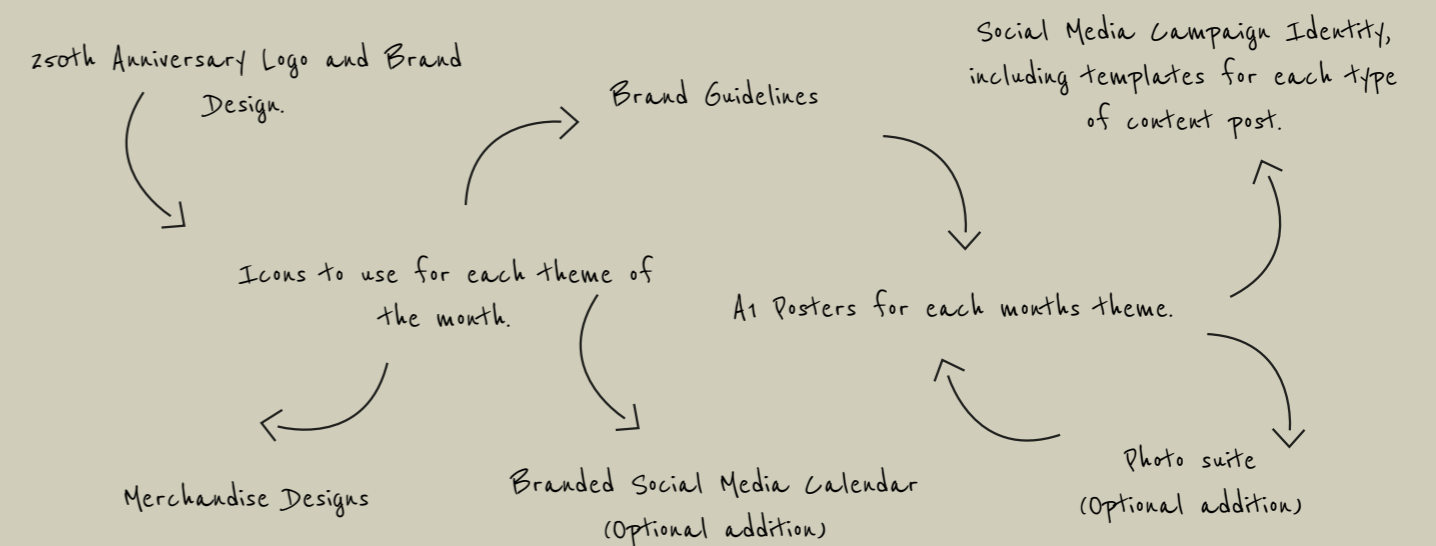 250th Anniversary Logo and Brand
Design.
Brand Guidelines
Social Media Campaign Identity,
including templates for each type
of content post.
Icons to use for each theme of
the month.
A1 Posters for each months theme.
Merchandise Designs
Branded Social Media Calendar
(Optional addition)
Photo suite
(Optional addition)